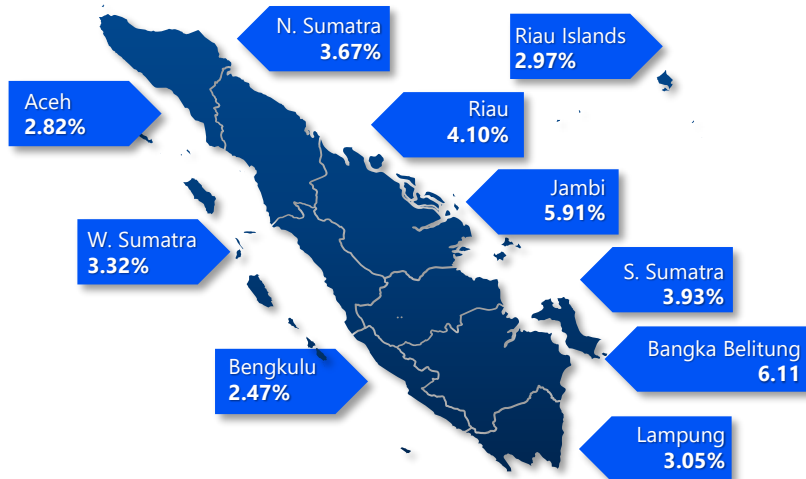 N. Sumatra
3.67%
Riau Islands
2.97%
Aceh
2.82%
Riau
4.10%
Jambi
5.91%
W. Sumatra
3.32%
S. Sumatra
3.93%
Bangka Belitung
6.11
Bengkulu
2.47%
Lampung
3.05%